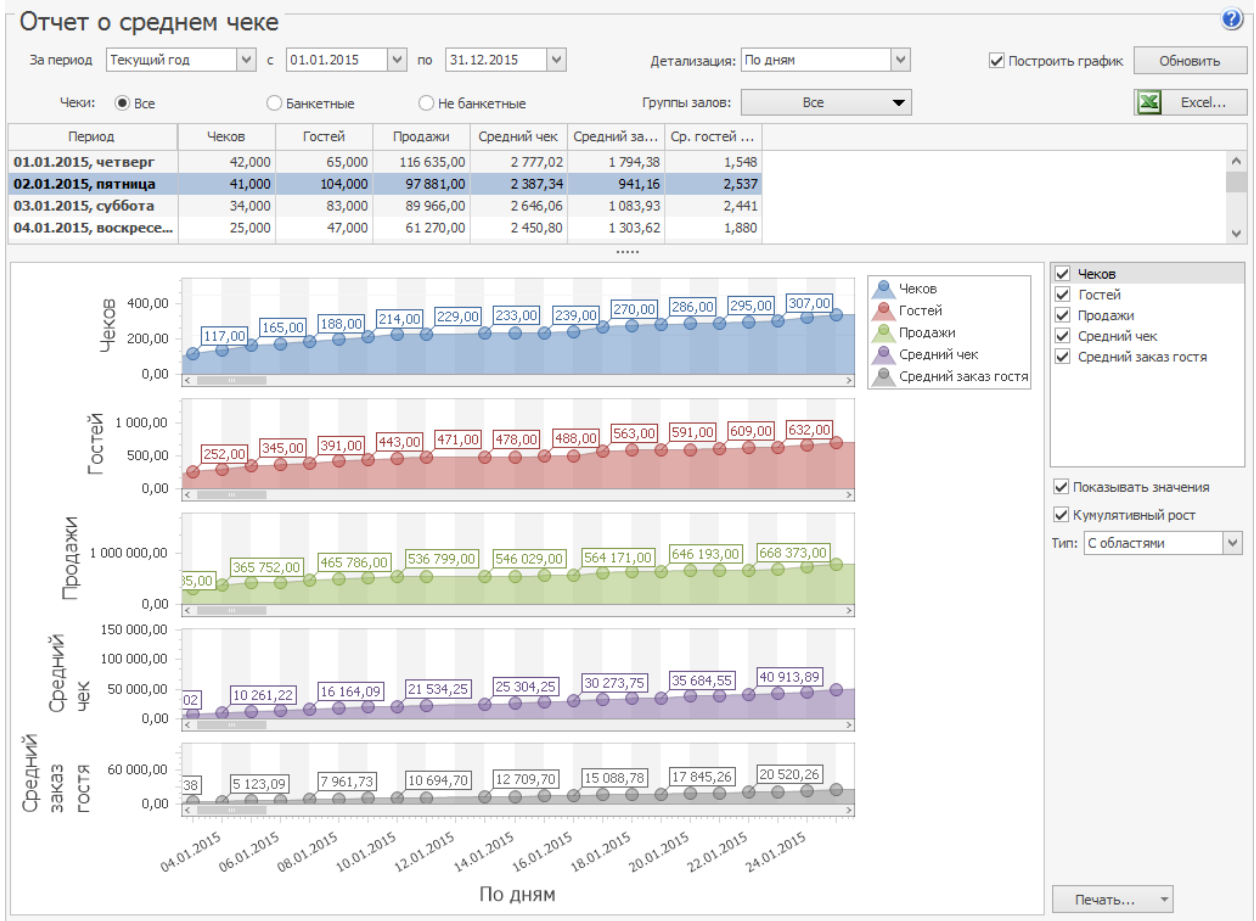 Отчет о среднем чеке
За период Текущий год с 01.01.2015 по 31.12.2015 Детализация: По дням Построить график Обновить
Чеки: Все Банкетные Не банкетные Группы залов: Все Excel...
Период Чеков Гостей Продажи Средний чек Средний за... Ср. гостей ...
01.01.2015, четверг 42,000 65,000 116 635,00 2 777,02 1 794,38 1,548
02.01.2015, пятница 41,000 104,000 97 881,00 2 387,34 941,16 2,537
03.01.2015, суббота 34,000 83,000 89 966,00 2 646,06 1 083,93 2,441
04.01.2015, воскресе... 25,000 47,000 61 270,00 2 450,80 1 303,62 1,880
Чеков
400,00
200,00
0,00
117,00 165,00 188,00 214,00 229,00 233,00 239,00 270,00 286,00 295,00 307,00
Чеков
Гостей
Продажи
Средний чек
Средний заказ гостя
Чеков
Гостей
Продажи
Средний чек
Средний заказ гостя
Гостей
1 000,00
500,00
0,00
252,00 345,00 391,00 443,00 471,00 478,00 488,00 563,00 591,00 609,00 632,00
Показывать значения
Кумулятивный рост
Тип: С областями
Продажи
1 000 000,00
0,00
35,00 365 752,00 465 786,00 536 799,00 546 029,00 564 171,00 646 193,00 668 373,00
Средний
чек
150 000,00
100 000,00
50 000,00
0,00
02 10 261,22 16 164,09 21 534,25 25 304,25 30 273,75 35 684,55 40 913,89
Средний
заказ
гостя
60 000,00
0,00
38 5 123,09 7 961,73 10 694,70 12 709,70 15 088,78 17 845,26 20 520,26
04.01.2015 06.01.2015 08.01.2015 10.01.2015 12.01.2015 14.01.2015 16.01.2015 18.01.2015 20.01.2015 22.01.2015 24.01.2015
По дням
Печать...